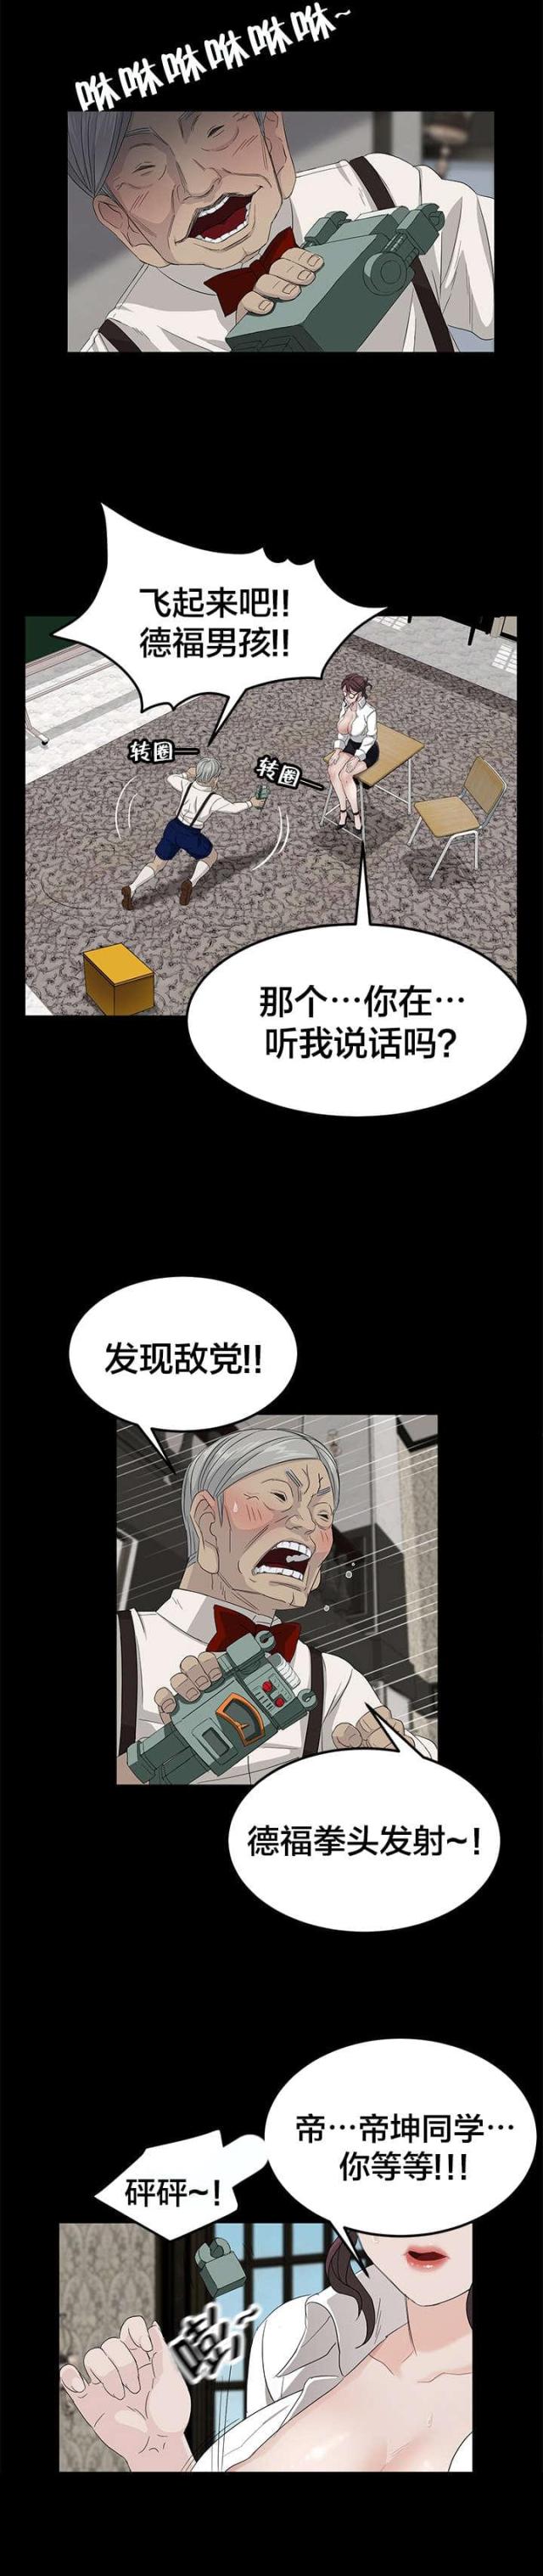 咻咻咻咻咻咻~
飞起来吧!!
德福男孩!!
转圈
转圈
那个…你在…
听我说话吗?
发现敌党!!
德福拳头发射~!
帝…帝坤同学…
你等等!!!
砰砰~!
嘭~